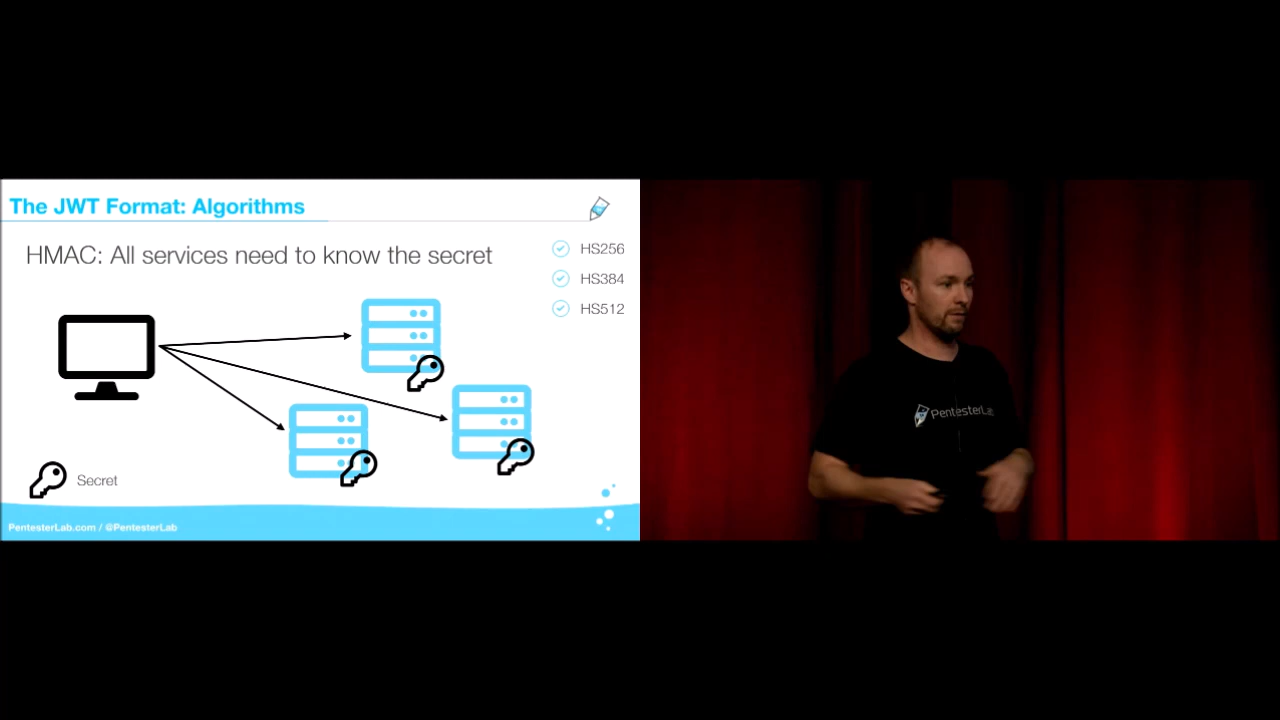 The JWT Format: Algorithms
HMAC: All services need to know the secret
HS256
HS384
HS512
Secret
PentesterLab.com / @PentesterLab
PentesterLab